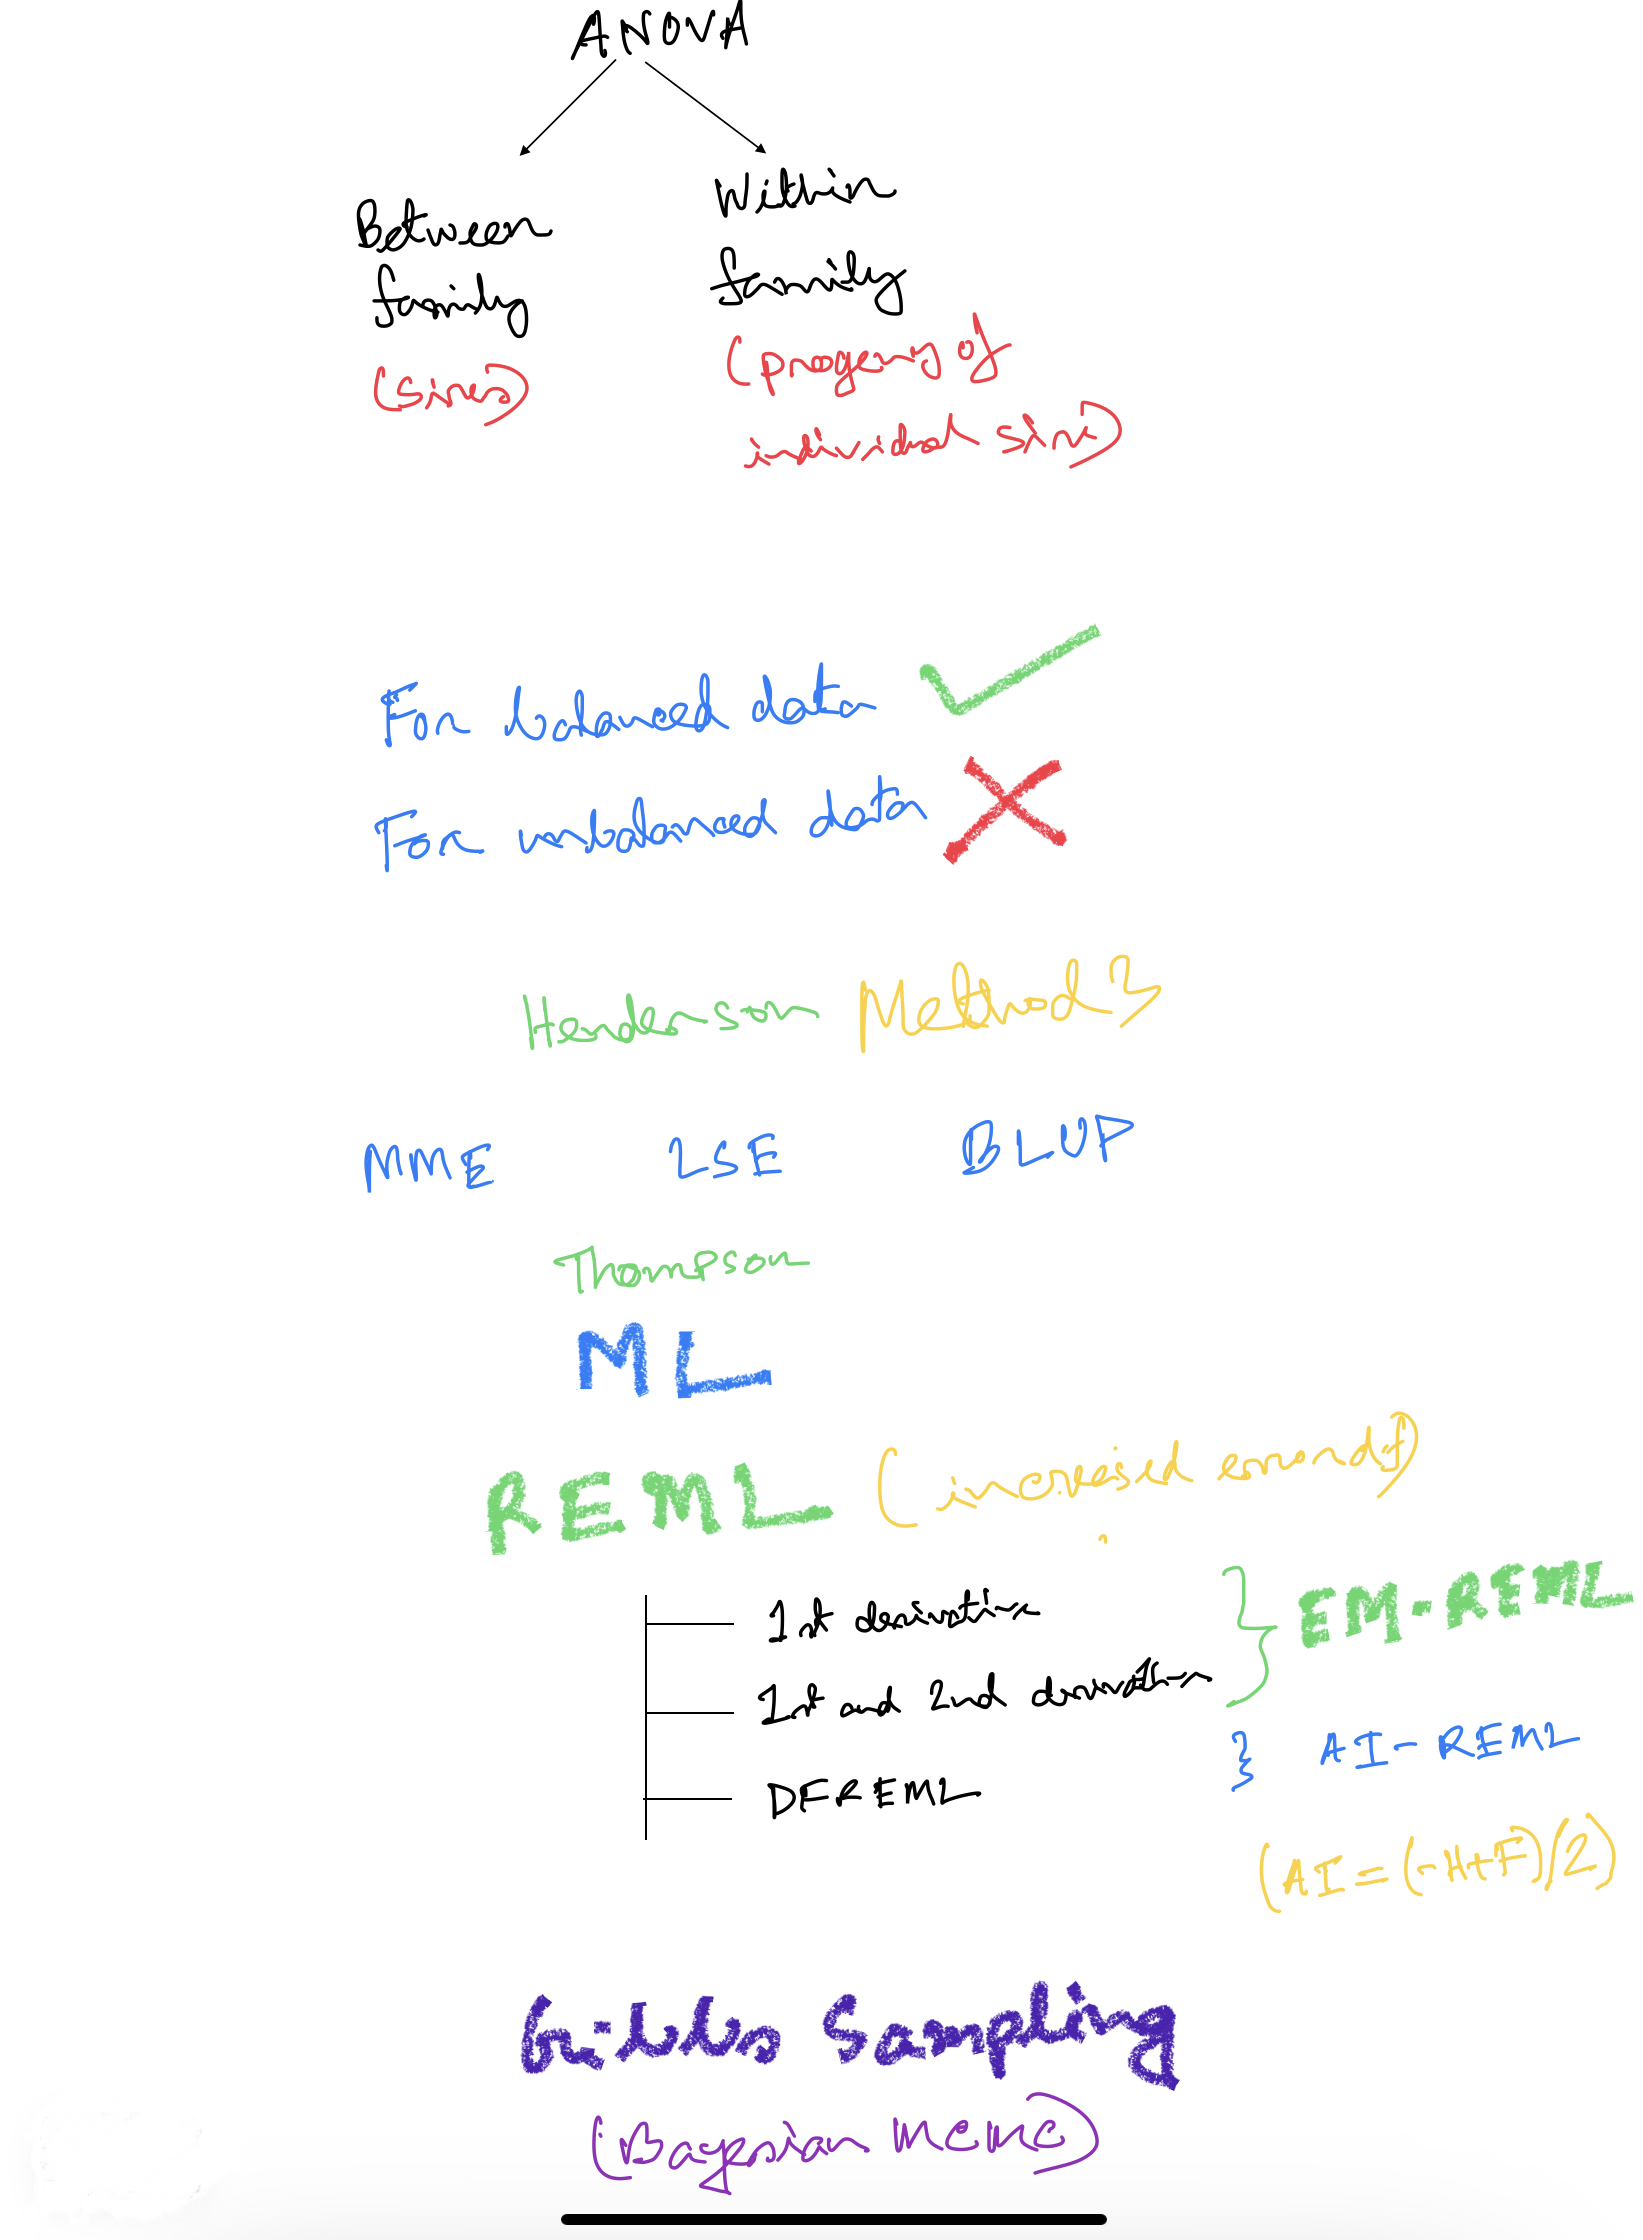 ANOVA
Between
family
(sires)
Within
family
(progeny of
individual sire)
For balanced data
For unbalanced data
Henderson Method 3
MME LSE BLUP
Thompson
ML
REML (increased error df)
1st derivative
1st and 2nd derivative
DFREML
} EM-REML
} AI-REML
(AI=(-H+F)/2)
Gibbs Sampling
(Bayesian MCMC)